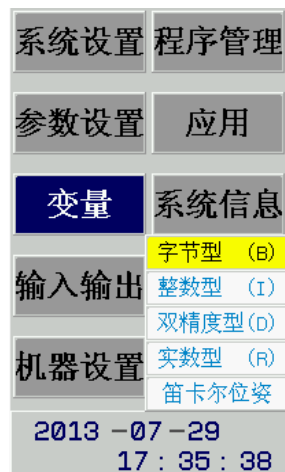 系统设置 程序管理
参数设置 应用
变量 系统信息
字节型 (B)
输入输出 整数型 (I)
双精度型(D)
机器设置 实数型 (R)
笛卡尔位姿
2013 -07-29
17:35:38